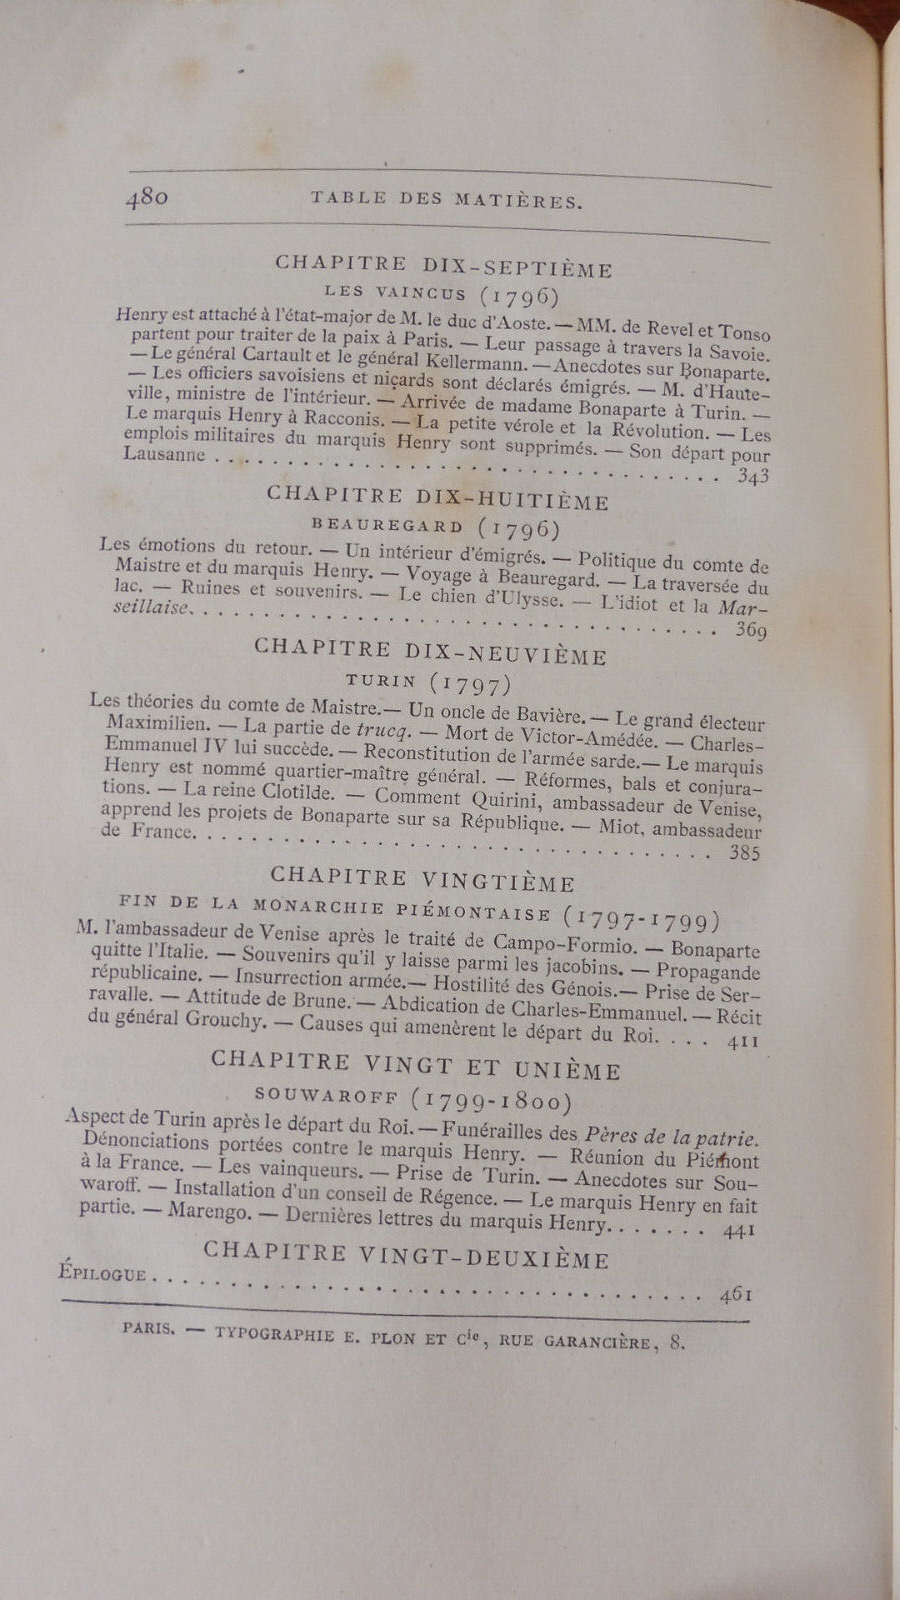 480 TABLE DES MATIÈRES.
CHAPITRE DIX-SEPTIÈME
LES VAINCUS (1796)
Henry est attaché à l'état-major de M. le duc d'Aoste. — MM. de Revel et Tonso
partent pour traiter de la paix à Paris. — Leur passage à travers la Savoie.
— Le général Cartault et le général Kellermann. — Anecdotes sur Bonaparte.
— Les officiers savoisiens et niçards sont déclarés émigrés. — M. d'Haute-
ville, ministre de l'intérieur. — Arrivée de madame Bonaparte à Turin. —
Le marquis Henry à Racconis. — La petite vérole et la Révolution. — Les
emplois militaires du marquis Henry sont supprimés. — Son départ pour
Lausanne . . . . . . . . . . . . . . . . . . . . . . . . . . . . . . . . . . 343
CHAPITRE DIX-HUITIÈME
BEAUREGARD (1796)
Les émotions du retour. — Un intérieur d'émigrés. — Politique du comte de
Maistre et du marquis Henry. — Voyage à Beauregard. — La traversée du
lac. — Ruines et souvenirs. — Le chien d'Ulysse. — L'idiot et la Mar-
seillaise. . . . . . . . . . . . . . . . . . . . . . . . . . . . . . . . . . . 369
CHAPITRE DIX-NEUVIÈME
TURIN (1797)
Les théories du comte de Maistre. — Un oncle de Bavière. — Le grand électeur
Maximilien. — La partie de trucq. — Mort de Victor-Amédée. — Charles-
Emmanuel IV lui succède. — Reconstitution de l'armée sarde. — Le marquis
Henry est nommé quartier-maître général. — Réformes, bals et conjura-
tions. — La reine Clotilde. — Comment Quirini, ambassadeur de Venise,
apprend les projets de Bonaparte sur sa République. — Miot, ambassadeur
de France. . . . . . . . . . . . . . . . . . . . . . . . . . . . . . . . . . . 385
CHAPITRE VINGTIÈME
FIN DE LA MONARCHIE PIÉMONTAISE (1797-1799)
M. l'ambassadeur de Venise après le traité de Campo-Formio. — Bonaparte
quitte l'Italie. — Souvenirs qu'il y laisse parmi les jacobins. — Propagande
républicaine. — Insurrection armée. — Hostilité des Génois. — Prise de Ser-
ravalle. — Attitude de Brune. — Abdication de Charles-Emmanuel. — Récit
du général Grouchy. — Causes qui amenèrent le départ du Roi. . . . 411
CHAPITRE VINGT ET UNIÈME
SOUWAROFF (1799-1800)
Aspect de Turin après le départ du Roi. — Funérailles des Pères de la patrie.
Dénonciations portées contre le marquis Henry. — Réunion du Piémont
à la France. — Les vainqueurs. — Prise de Turin. — Anecdotes sur Sou-
waroff. — Installation d'un conseil de Régence. — Le marquis Henry en fait
partie. — Marengo. — Dernières lettres du marquis Henry. . . . . . . 441
CHAPITRE VINGT-DEUXIÈME
ÉPILOGUE . . . . . . . . . . . . . . . . . . . . . . . . . . . . . . . . . . 461
PARIS. — TYPOGRAPHIE E. PLON ET Cie, RUE GARANCIÈRE, 8.